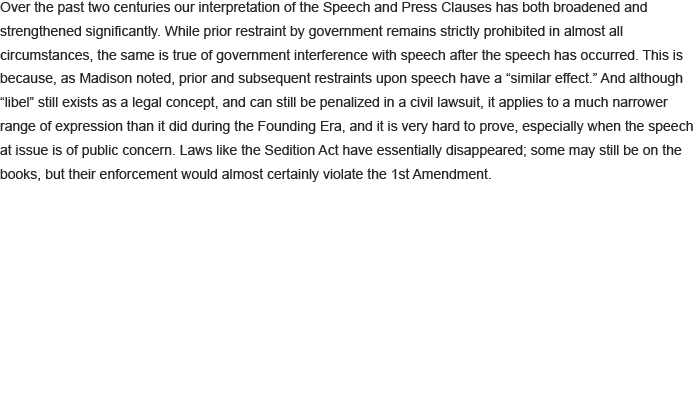 Over the past two centuries our interpretation of the Speech and Press Clauses has both broadened and
strengthened significantly. While prior restraint by government remains strictly prohibited in almost all
circumstances, the same is true of government interference with speech after the speech has occurred. This is
because, as Madison noted, prior and subsequent restraints upon speech have a “similar effect.” And although
“libel” still exists as a legal concept, and can still be penalized in a civil lawsuit, it applies to a much narrower
range of expression than it did during the Founding Era, and it is very hard to prove, especially when the speech
at issue is of public concern. Laws like the Sedition Act have essentially disappeared; some may still be on the
books, but their enforcement would almost certainly violate the 1st Amendment.